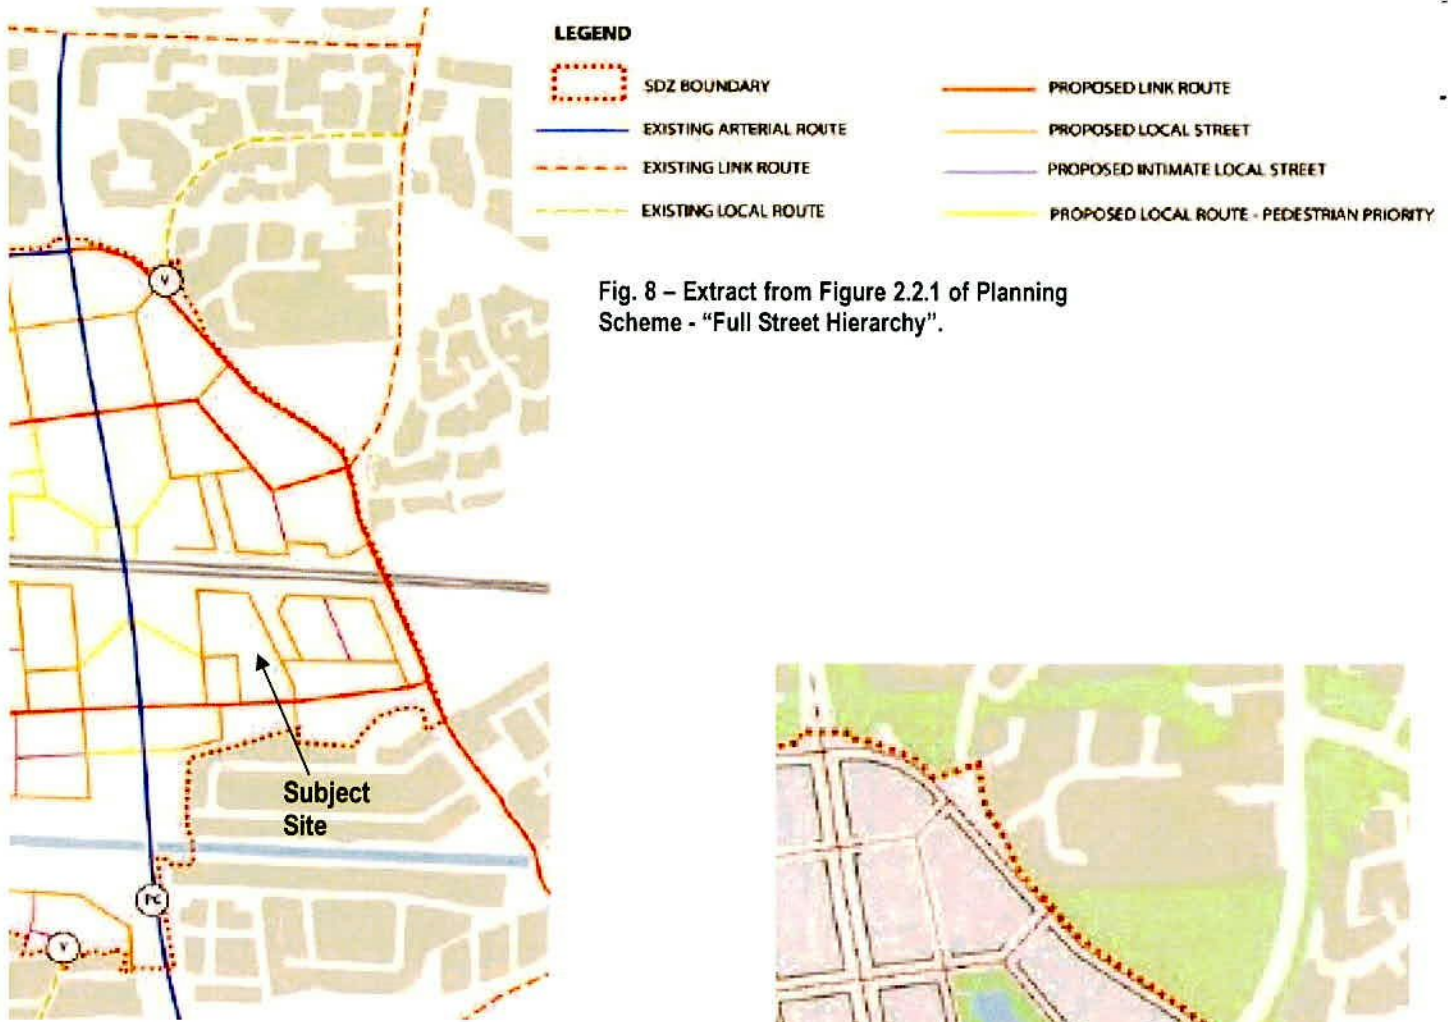 LEGEND
SDZ BOUNDARY
EXISTING ARTERIAL ROUTE
EXISTING LINK ROUTE
EXISTING LOCAL ROUTE
PROPOSED LINK ROUTE
PROPOSED LOCAL STREET
PROPOSED INTIMATE LOCAL STREET
PROPOSED LOCAL ROUTE - PEDESTRIAN PRIORITY
Fig. 8 – Extract from Figure 2.2.1 of Planning
Scheme - “Full Street Hierarchy”.
V
Subject
Site
PC
V